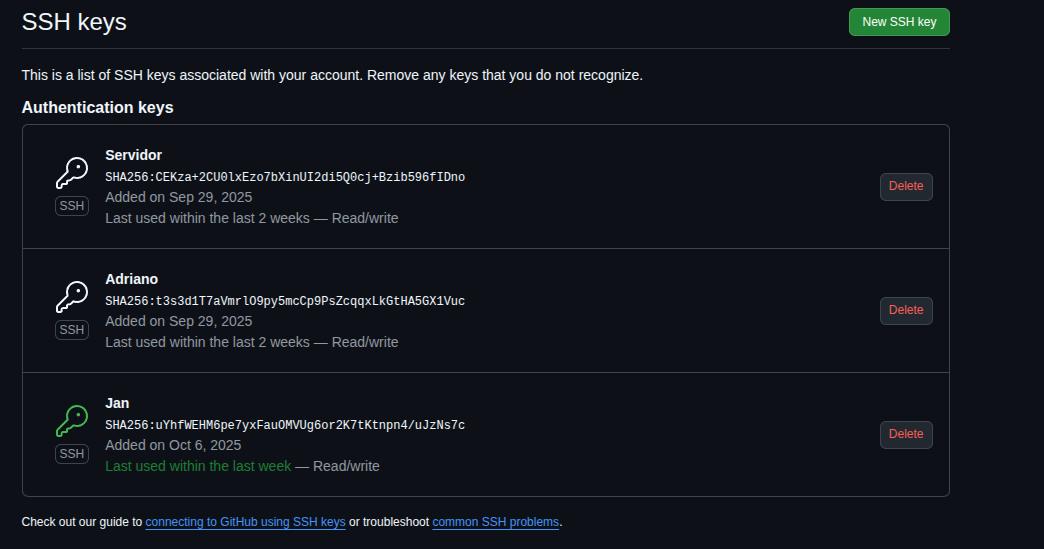 SSH keys
New SSH key
This is a list of SSH keys associated with your account. Remove any keys that you do not recognize.
Authentication keys
Servidor
SHA256:CEKza+2CU0lxEzo7bXinUI2di5Q0cj+Bzib596fIDno
Added on Sep 29, 2025
Last used within the last 2 weeks — Read/write
SSH
Delete
Adriano
SHA256:t3s3d1T7aVmrlO9py5mcCp9PsZcqqxLkGtHA5GX1Vuc
Added on Sep 29, 2025
Last used within the last 2 weeks — Read/write
SSH
Delete
Jan
SHA256:uYhfWEHM6pe7yxFauOMVUg6or2K7tKtnpn4/uJzNs7c
Added on Oct 6, 2025
Last used within the last week — Read/write
SSH
Delete
Check out our guide to connecting to GitHub using SSH keys or troubleshoot common SSH problems.